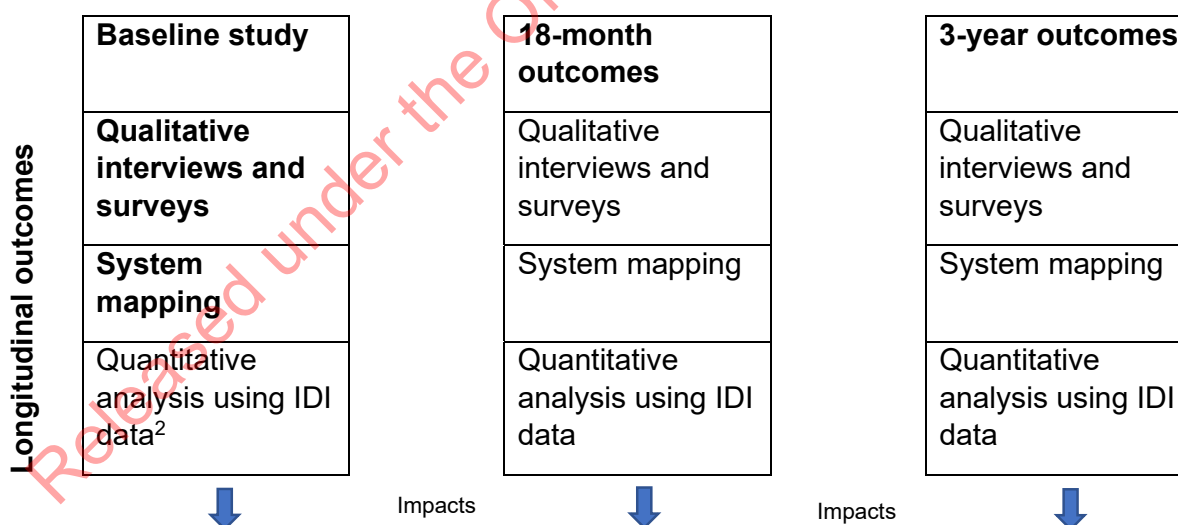 Longitudinal outcomes
Baseline study
Qualitative
interviews and
surveys
System
mapping
Quantitative
analysis using IDI
data²
18-month
outcomes
Qualitative
interviews and
surveys
System mapping
Quantitative
analysis using IDI
data
3-year outcomes
Qualitative
interviews and
surveys
System mapping
Quantitative
analysis using IDI
data
Impacts
Impacts
Released under the